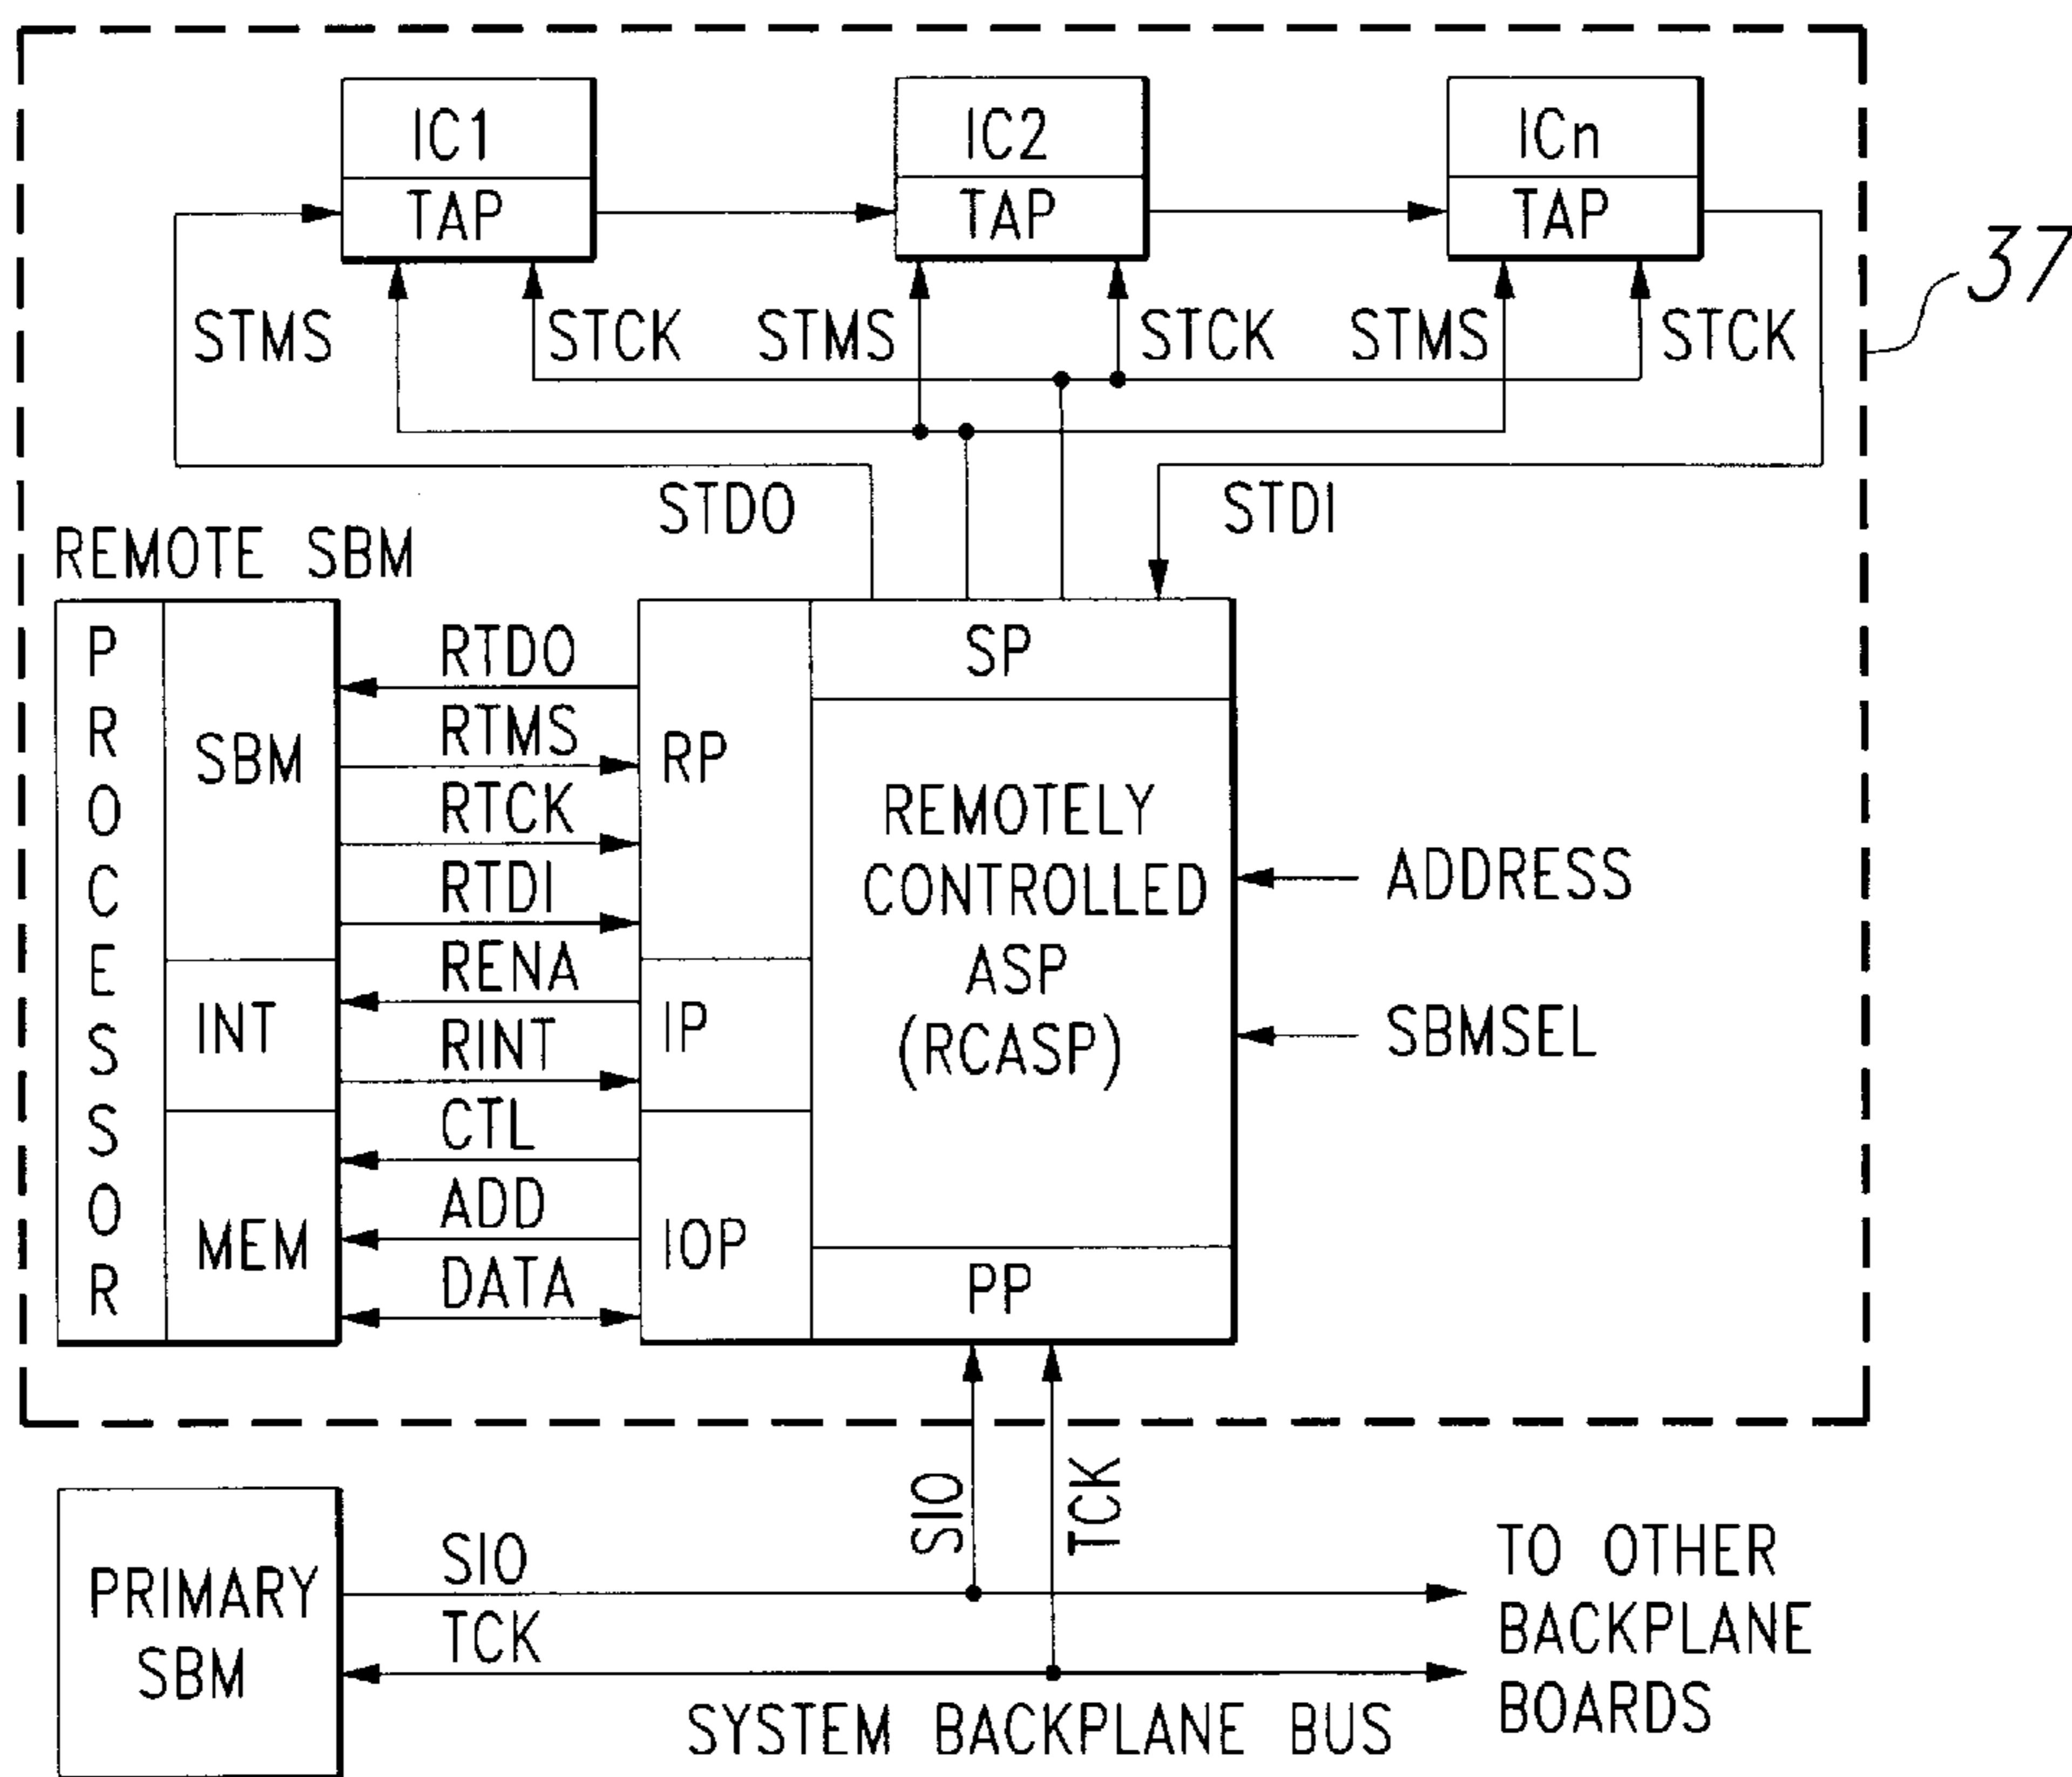 IC1
TAP
IC2
TAP
ICn
TAP
37
STMS
STCK
STMS
STCK
STMS
STCK
STDO
STDI
REMOTE SBM
PROCESSOR
SBM
INT
MEM
RTDO
RTMS
RTCK
RTDI
RENA
RINT
CTL
ADD
DATA
RP
IP
IOP
SP
REMOTELY
CONTROLLED
ASP
(RCASP)
PP
ADDRESS
SBMSEL
SIO
TCK
PRIMARY
SBM
SIO
TCK
SYSTEM BACKPLANE BUS
TO OTHER
BACKPLANE
BOARDS